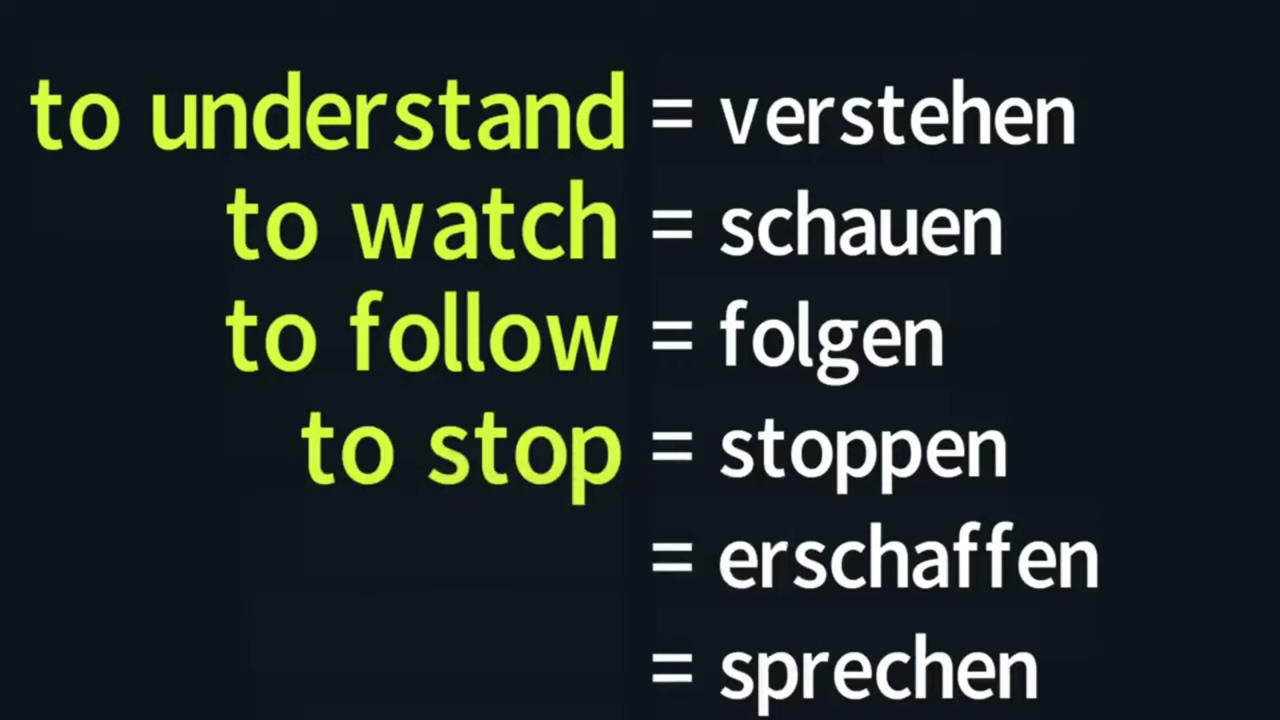 to understand = verstehen
to watch = schauen
to follow = folgen
to stop = stoppen
= erschaffen
= sprechen